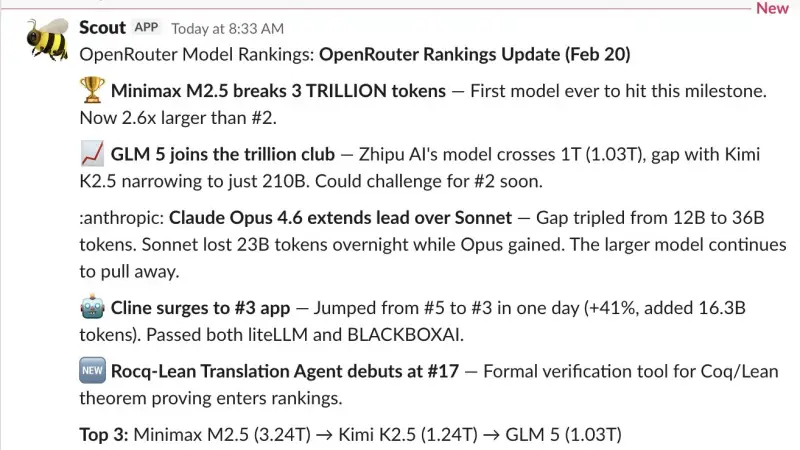 New
Scout APP Today at 8:33 AM
OpenRouter Model Rankings: OpenRouter Rankings Update (Feb 20)
Minimax M2.5 breaks 3 TRILLION tokens — First model ever to hit this milestone.
Now 2.6x larger than #2.
GLM 5 joins the trillion club — Zhipu AI's model crosses 1T (1.03T), gap with Kimi
K2.5 narrowing to just 210B. Could challenge for #2 soon.
:anthropic: Claude Opus 4.6 extends lead over Sonnet — Gap tripled from 12B to 36B
tokens. Sonnet lost 23B tokens overnight while Opus gained. The larger model continues
to pull away.
Cline surges to #3 app — Jumped from #5 to #3 in one day (+41%, added 16.3B
tokens). Passed both liteLLM and BLACKBOXAI.
NEW Rocq-Lean Translation Agent debuts at #17 — Formal verification tool for Coq/Lean
theorem proving enters rankings.
Top 3: Minimax M2.5 (3.24T) → Kimi K2.5 (1.24T) → GLM 5 (1.03T)